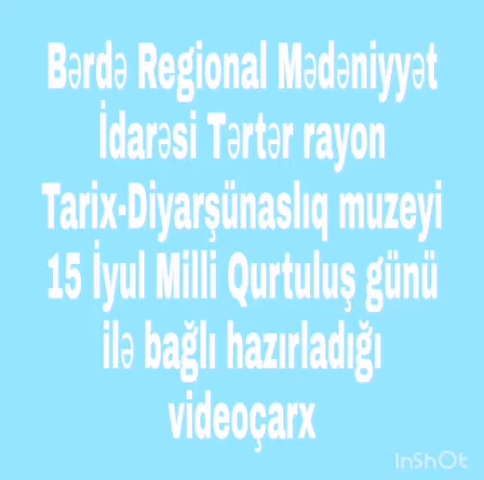 Bərdə Regional Mədəniyyət
İdarəsi Tərtər rayon
Tarix-Diyarşünaslıq muzeyi
15 İyul Milli Qurtuluş günü
ilə bağlı hazırladığı
videoçarx
InShOt